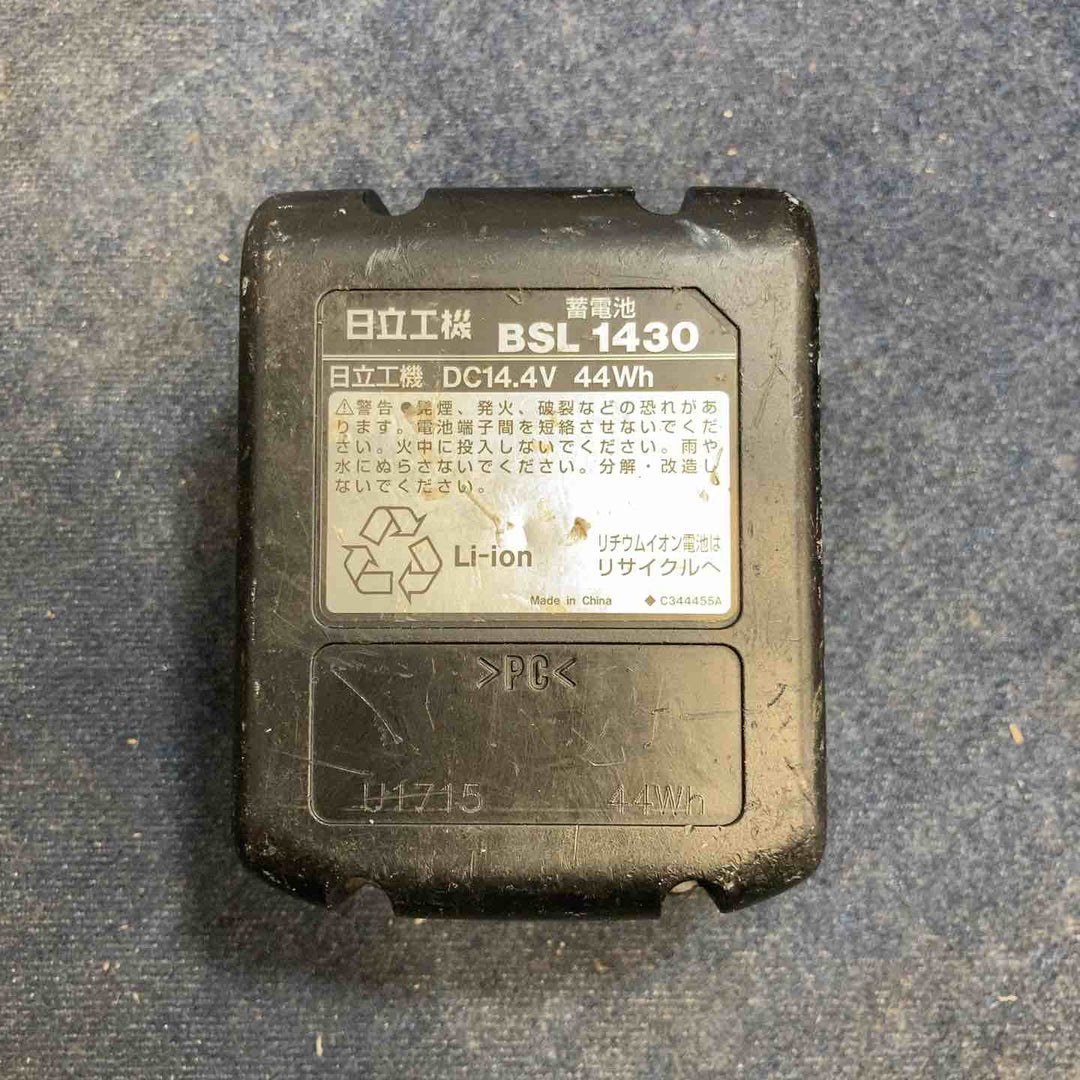 日立工機 蓄電池
BSL 1430
日立工機 DC14.4V 44Wh
⚠警告 ●発煙、発火、破裂などの恐れがあ
ります。電池端子間を短絡させないでくだ
さい。火中に投入しないでください。雨や
水にぬらさないでください。分解・改造し
ないでください。
Li-ion
リチウムイオン電池は
リサイクルへ
Made in China ◆ C344455A
>PC<
U1715 44Wh